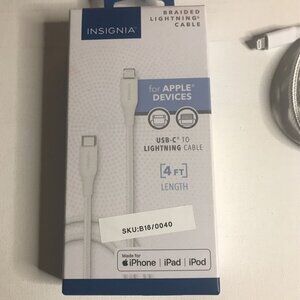 INSIGNIA™
BRAIDED
LIGHTNING®
CABLE
for APPLE®
DEVICES
USB-C® TO
LIGHTNING CABLE
4 FT
LENGTH
SKU:B16/0040
Made for
iPhone | iPad | iPod